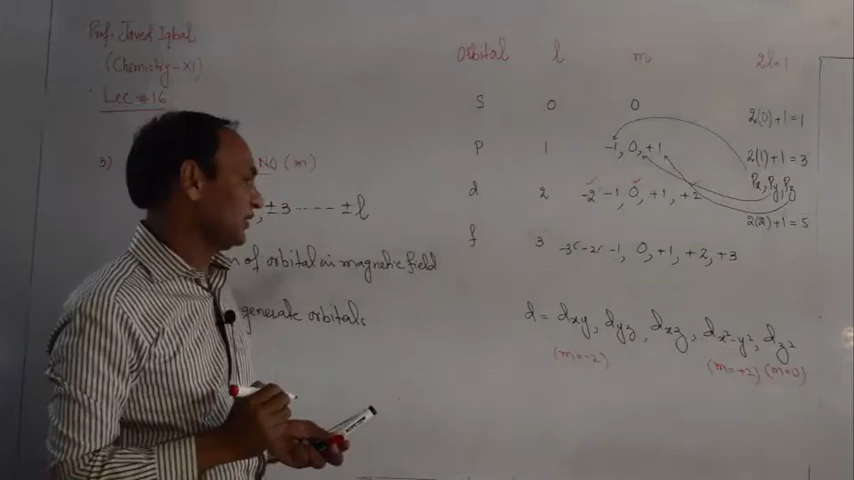 Prof. Javed Iqbal
(Chemistry-XI)
Lec # 16
3) NO (m)
, ±3 ----- ±l
n of orbital in magnetic field
generate orbitals
Orbital l m 2l+1
S 0 0 2(0)+1=1
P 1 -1, 0, +1 2(1)+1=3
Px, Py, Pz
d 2 -2, -1, 0, +1, +2 2(2)+1=5
f 3 -3, -2, -1, 0, +1, +2, +3
d = dxy, dyz, dxz, dx²-y², dz²
(m=-2) (m=+2) (m=0)